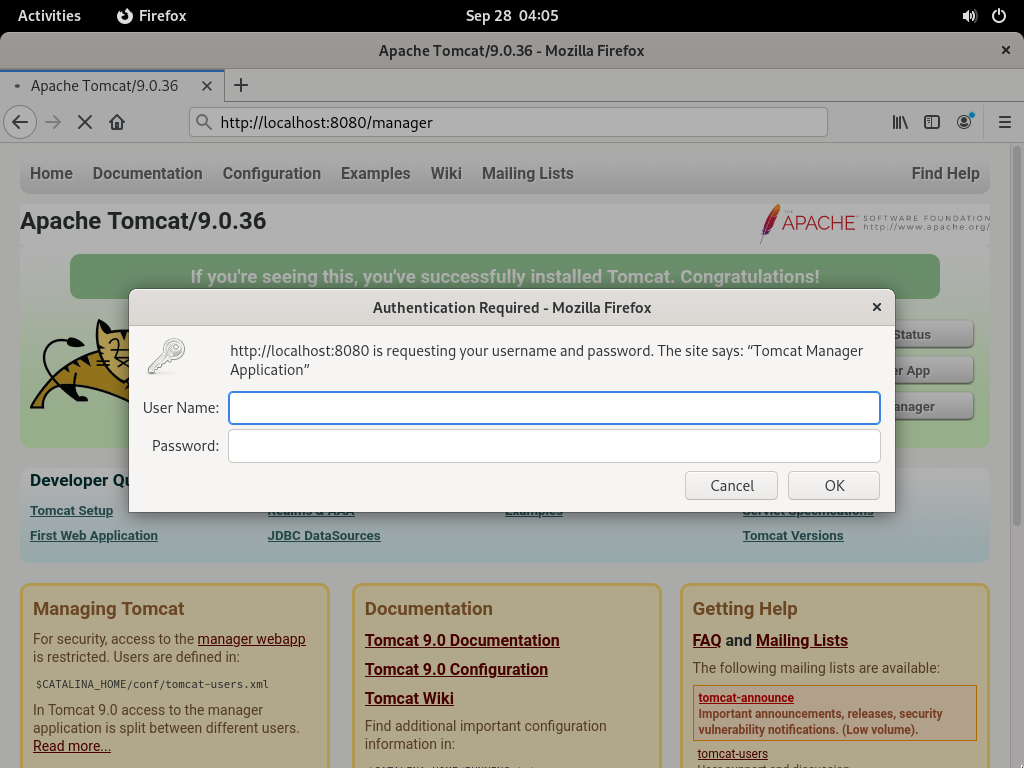 Activities Firefox Sep 28 04:05
Apache Tomcat/9.0.36 - Mozilla Firefox
Apache Tomcat/9.0.36
http://localhost:8080/manager
Home Documentation Configuration Examples Wiki Mailing Lists Find Help
Apache Tomcat/9.0.36
THE APACHE SOFTWARE FOUNDATION
http://www.apache.org/
If you're seeing this, you've successfully installed Tomcat. Congratulations!
Authentication Required - Mozilla Firefox
http://localhost:8080 is requesting your username and password. The site says: “Tomcat Manager
Application”
User Name:
Password:
Cancel OK
Status
App
Developer
Tomcat Setup Realms & AAA Examples Servlet Specifications
First Web Application JDBC DataSources Tomcat Versions
Managing Tomcat
For security, access to the manager webapp
is restricted. Users are defined in:
$CATALINA_HOME/conf/tomcat-users.xml
In Tomcat 9.0 access to the manager
application is split between different users.
Read more...
Documentation
Tomcat 9.0 Documentation
Tomcat 9.0 Configuration
Tomcat Wiki
Find additional important configuration
information in:
Getting Help
FAQ and Mailing Lists
The following mailing lists are available:
tomcat-announce
Important announcements, releases, security
vulnerability notifications. (Low volume).
tomcat-users